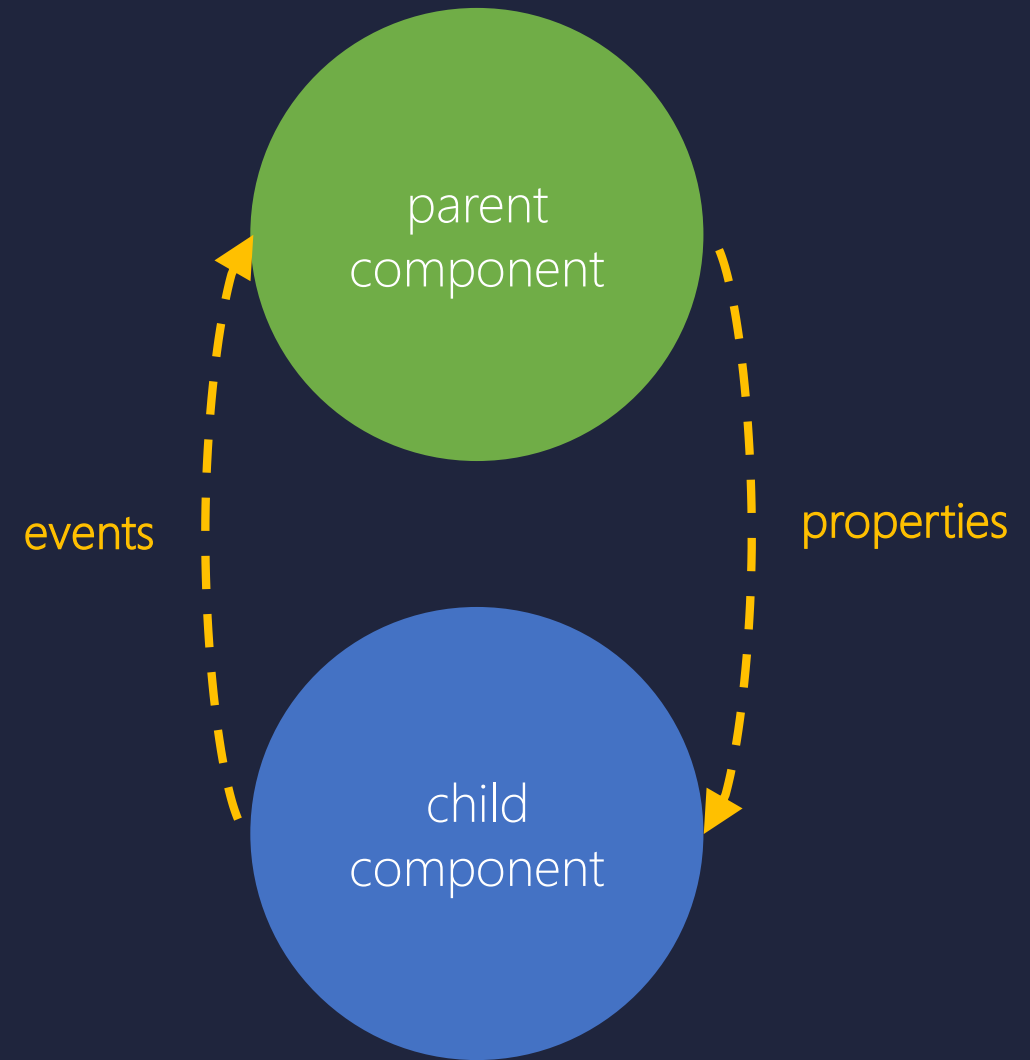 parent
component
events
properties
child
component